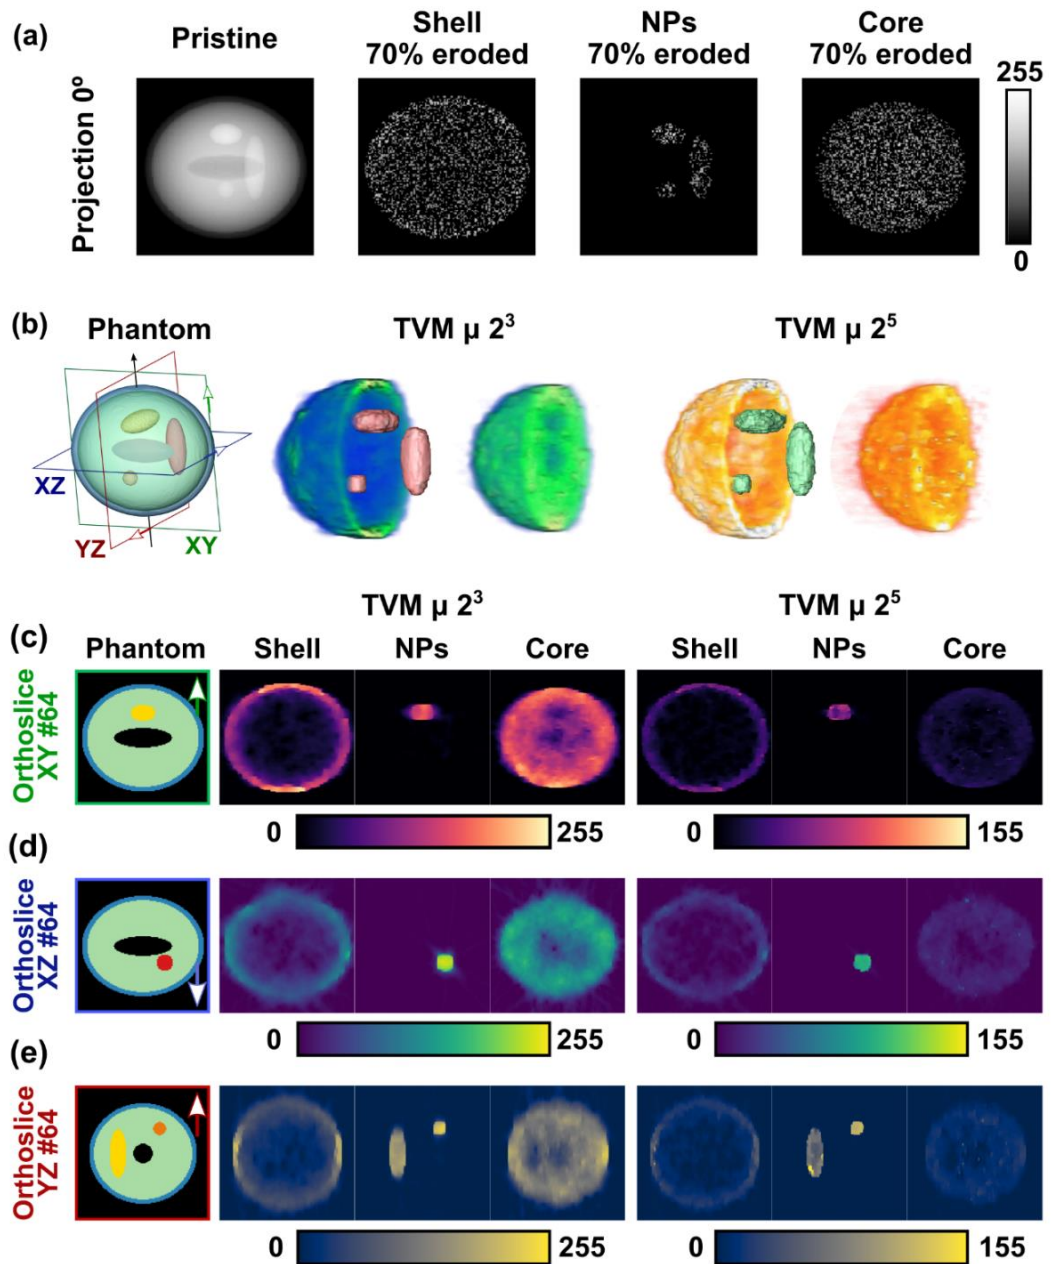 (a)
Pristine
Shell
70% eroded
NPs
70% eroded
Core
70% eroded
Projection 0º
255
0
(b)
Phantom
TVM μ 2³
TVM μ 2⁵
XZ
YZ
XY
TVM μ 2³
TVM μ 2⁵
(c)
Phantom
Shell
NPs
Core
Shell
NPs
Core
Orthoslice
XY #64
0
255
0
155
(d)
Orthoslice
XZ #64
0
255
0
155
(e)
Orthoslice
YZ #64
0
255
0
155